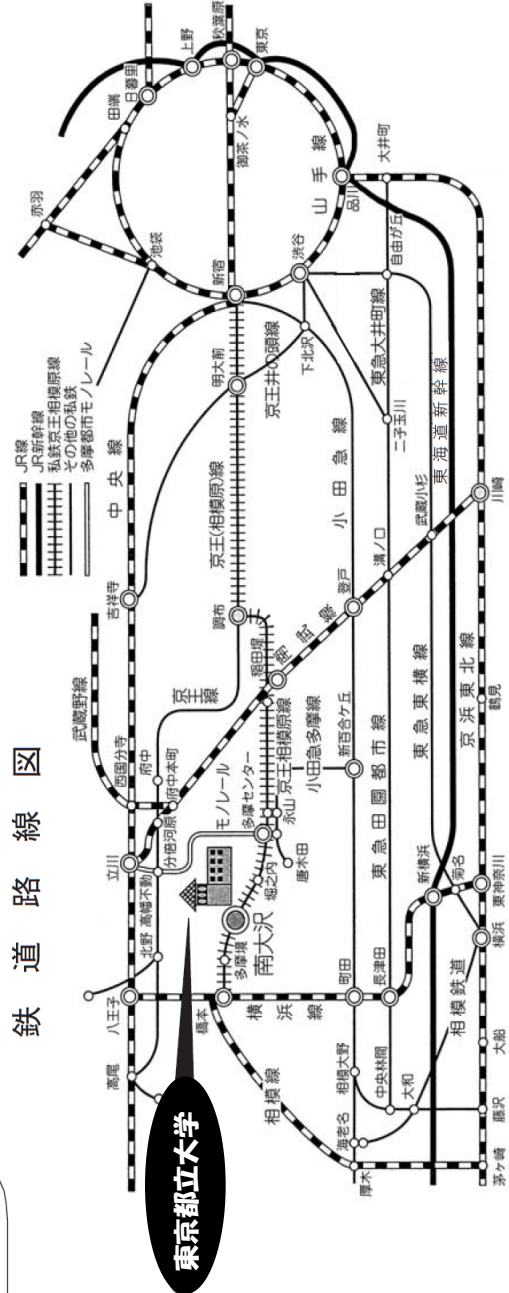 鉄道路線図
JR線
JR新幹線
私鉄京王相模原線
その他の私鉄
多摩都市モノレール
赤羽
田端
日暮里
上野
秋葉原
東京
御茶ノ水
池袋
新宿
渋谷
山手線
品川
大井町
中央線
吉祥寺
明大前
京王井の頭線
下北沢
自由が丘
東急大井町線
二子玉川
東海道新幹線
京王(相模原)線
小田急線
調布
登戸
溝ノ口
武蔵小杉
川崎
武蔵野線
西国分寺
府中
府中本町
京王線
稲田堤
南武線
京王相模原線
小田急多摩線
新百合ケ丘
東急田園都市線
東急東横線
京浜東北線
鶴見
立川
分倍河原
高幡不動
モノレール
多摩センター
永山
唐木田
堀之内
南大沢
多摩境
北野
新横浜
菊名
東神奈川
横浜
八王子
橋本
横浜線
町田
長津田
相模鉄道
大船
高尾
相模線
相模大野
中央林間
大和
藤沢
海老名
厚木
茅ヶ崎
東京都立大学